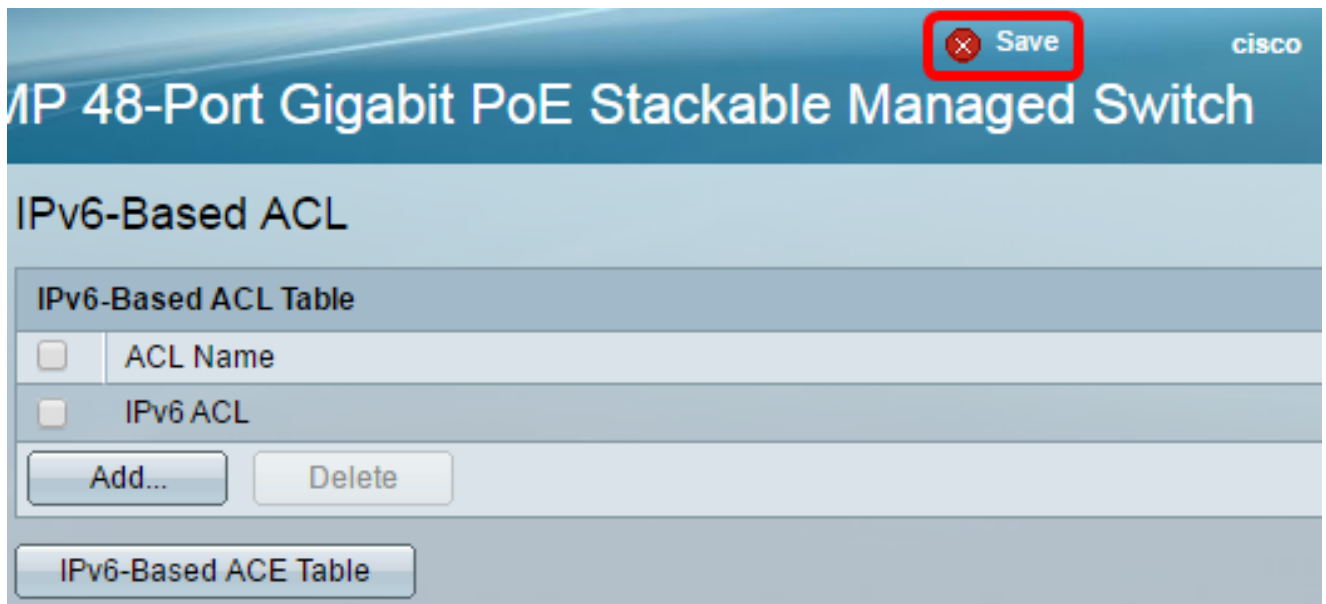 Save cisco
MP 48-Port Gigabit PoE Stackable Managed Switch
IPv6-Based ACL
IPv6-Based ACL Table
ACL Name
IPv6 ACL
Add... Delete
IPv6-Based ACE Table